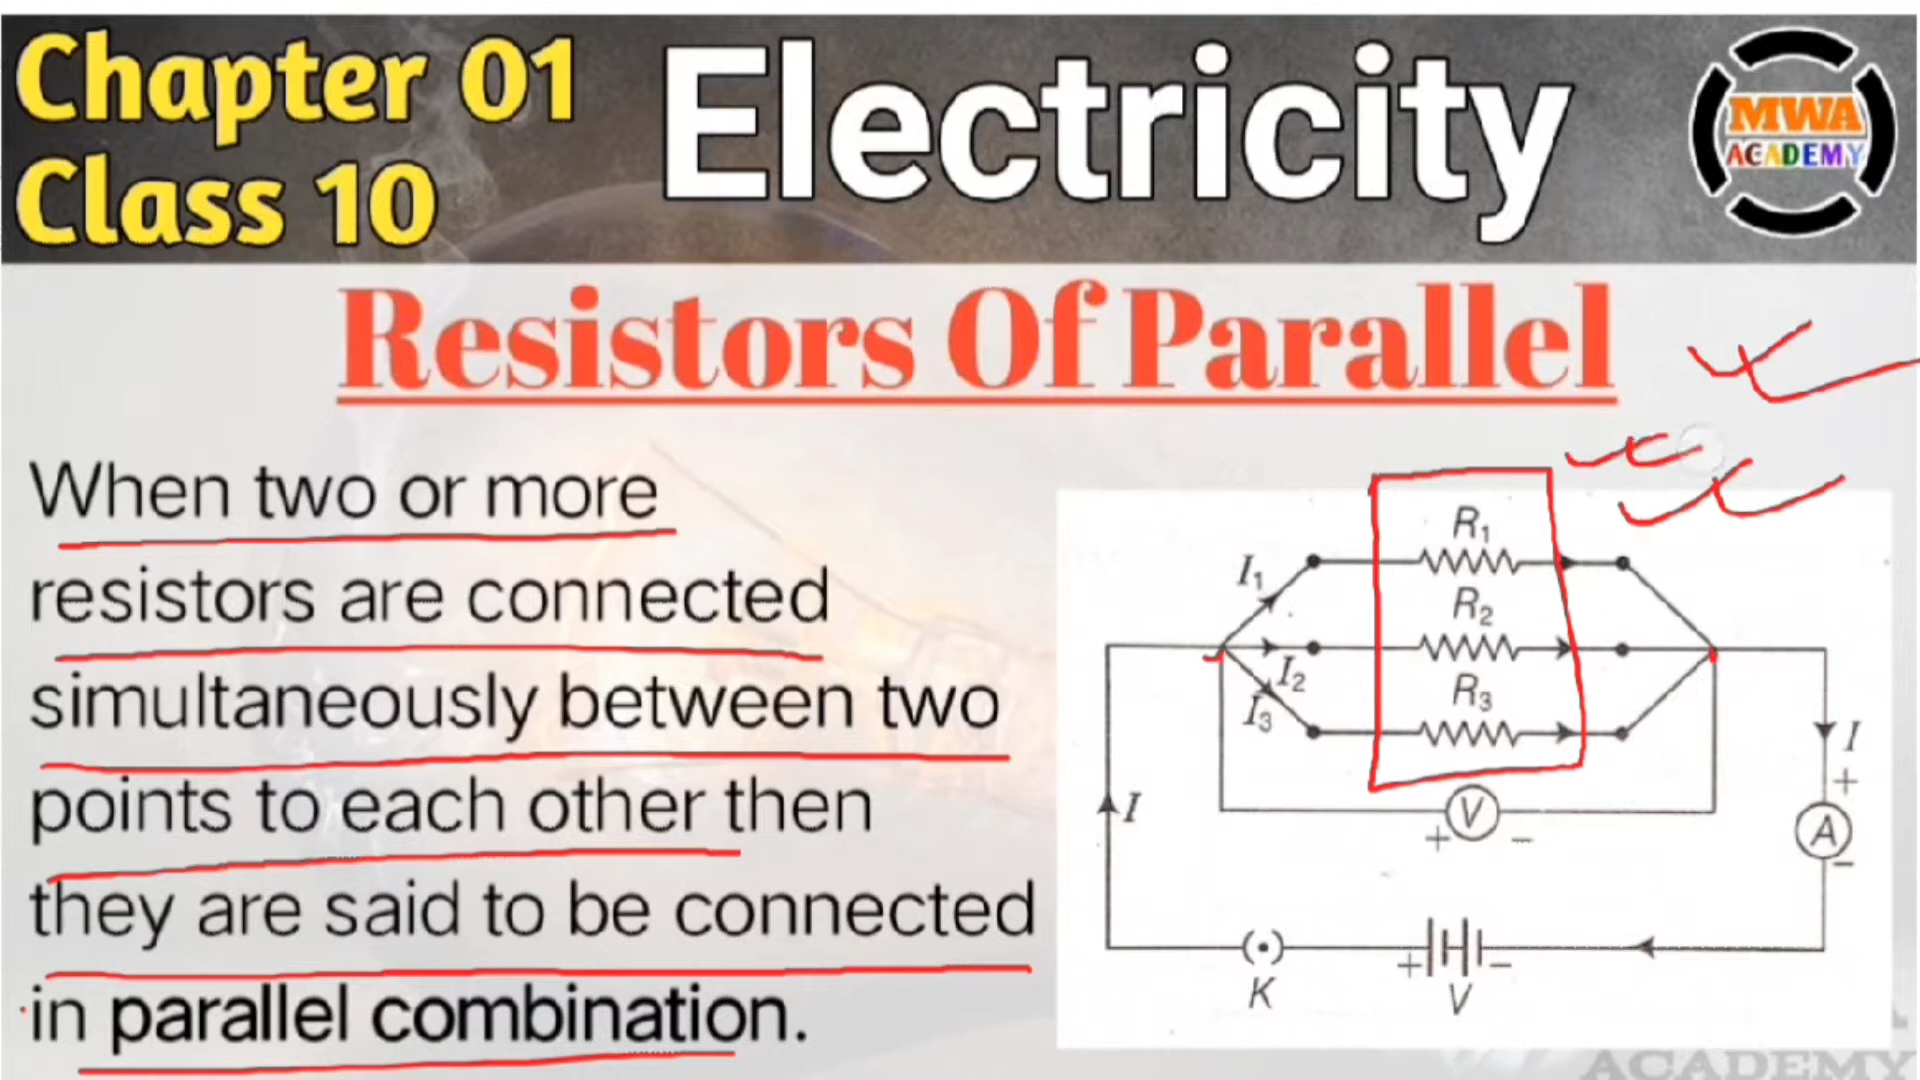 Chapter 01
Class 10
Electricity
MWA
ACADEMY
Resistors Of Parallel
When two or more
resistors are connected
simultaneously between two
points to each other then
they are said to be connected
in parallel combination.
R1
I1
R2
I2
R3
I3
I
+
A
−
I
+ V −
K
+ −
V
ACADEMY